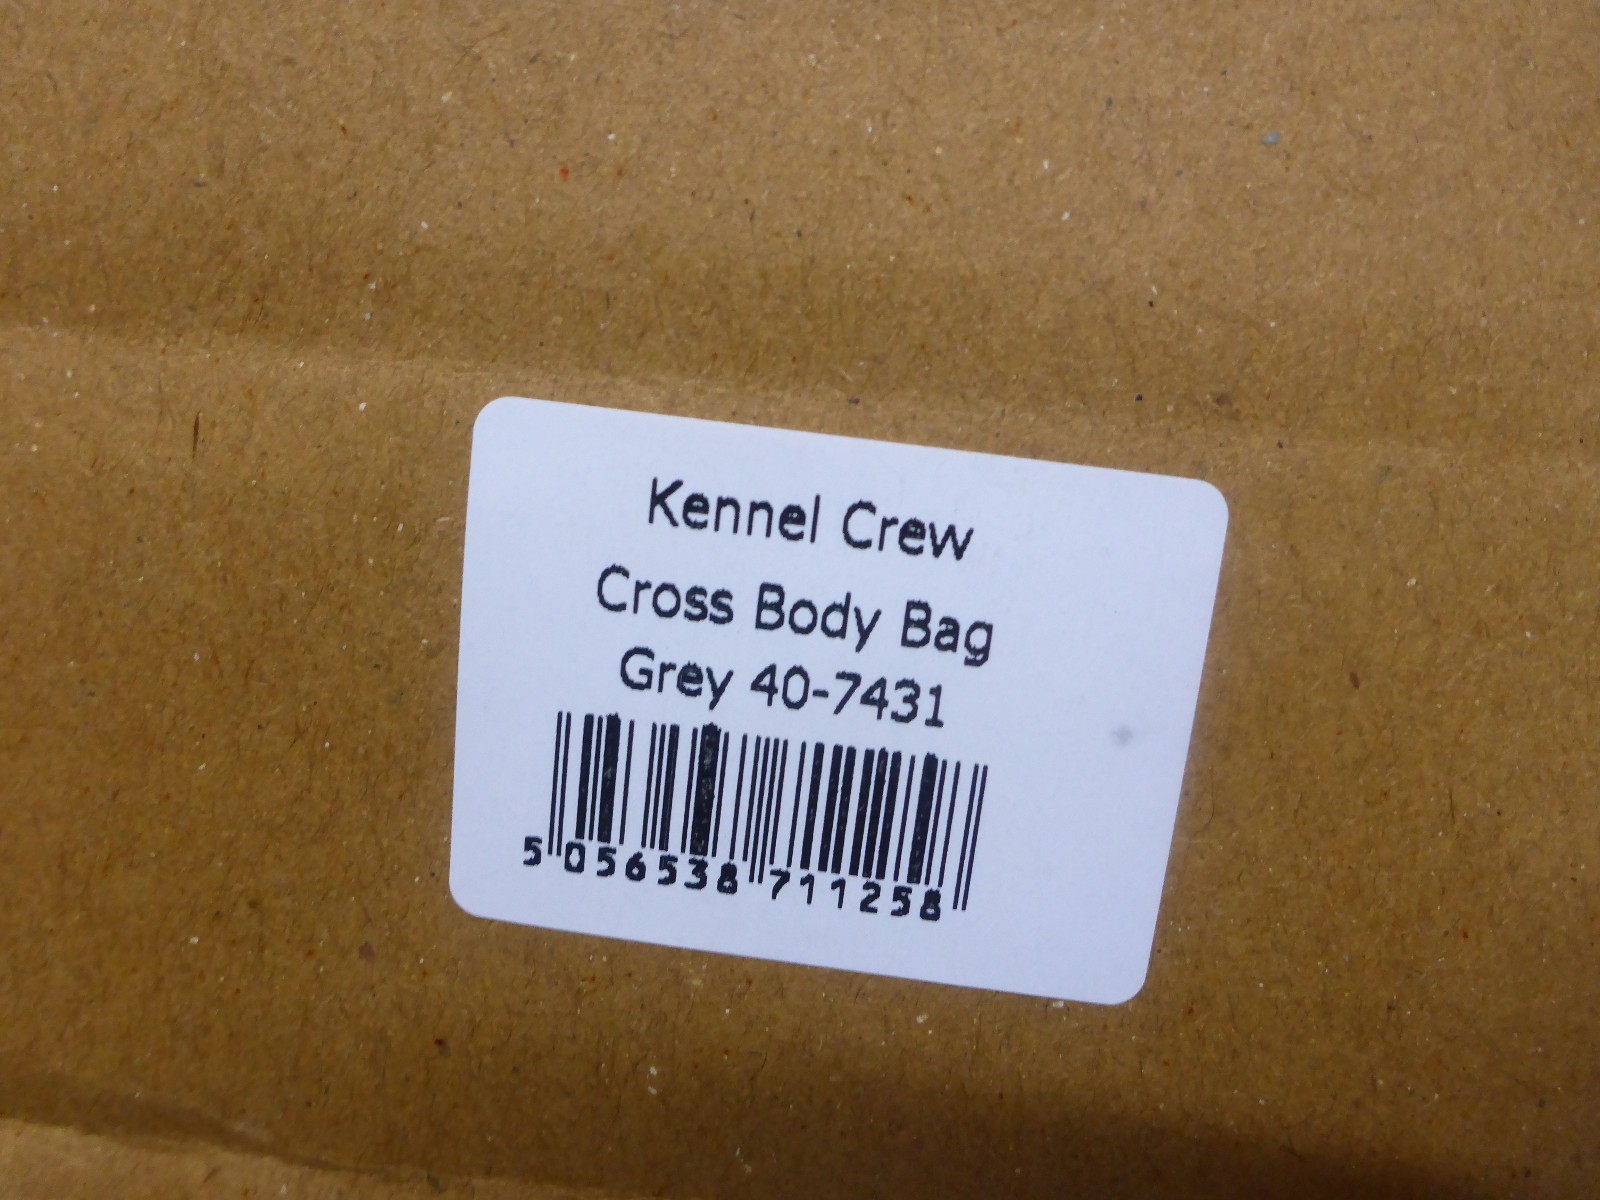 Kennel Crew
Cross Body Bag
Grey 40-7431
5 056538 711258